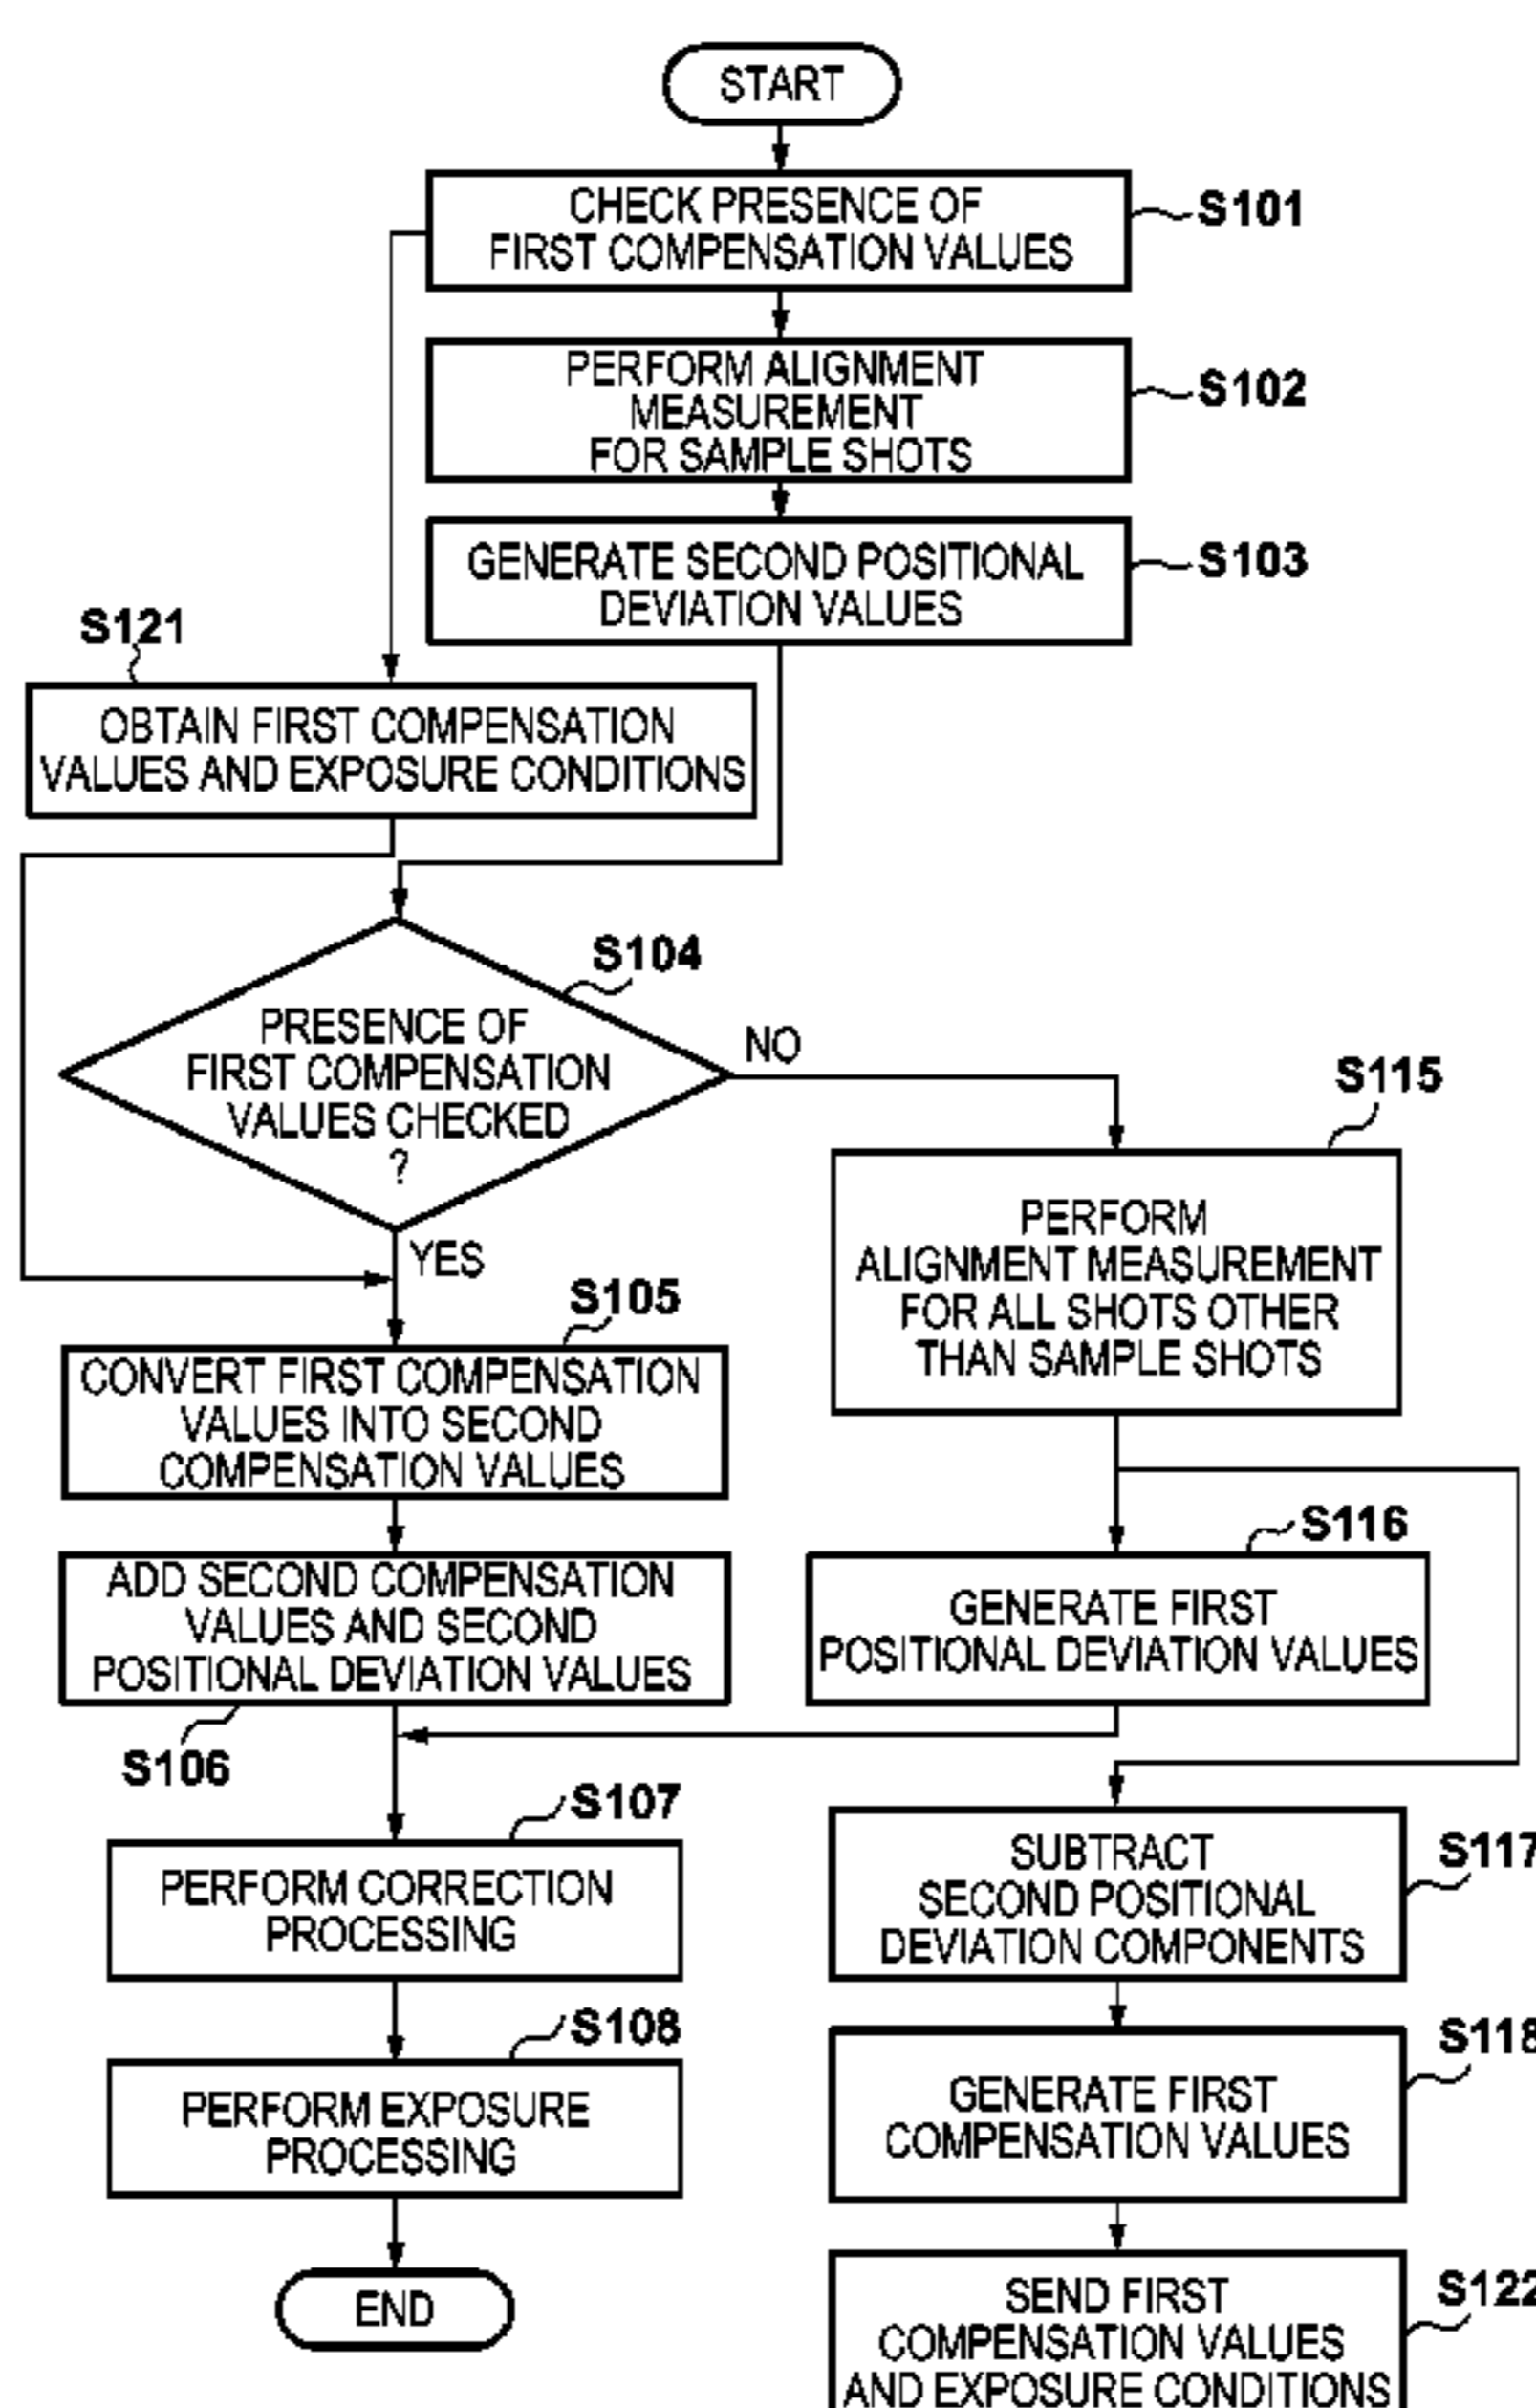 START
CHECK PRESENCE OF
FIRST COMPENSATION VALUES
S101
PERFORM ALIGNMENT
MEASUREMENT
FOR SAMPLE SHOTS
S102
GENERATE SECOND POSITIONAL
DEVIATION VALUES
S103
S121
OBTAIN FIRST COMPENSATION
VALUES AND EXPOSURE CONDITIONS
S104
PRESENCE OF
FIRST COMPENSATION
VALUES CHECKED
?
NO
YES
S115
PERFORM
ALIGNMENT MEASUREMENT
FOR ALL SHOTS OTHER
THAN SAMPLE SHOTS
S105
CONVERT FIRST COMPENSATION
VALUES INTO SECOND
COMPENSATION VALUES
S116
GENERATE FIRST
POSITIONAL DEVIATION VALUES
ADD SECOND COMPENSATION
VALUES AND SECOND
POSITIONAL DEVIATION VALUES
S106
S107
PERFORM CORRECTION
PROCESSING
S117
SUBTRACT
SECOND POSITIONAL
DEVIATION COMPONENTS
S108
PERFORM EXPOSURE
PROCESSING
S118
GENERATE FIRST
COMPENSATION VALUES
END
S122
SEND FIRST
COMPENSATION VALUES
AND EXPOSURE CONDITIONS